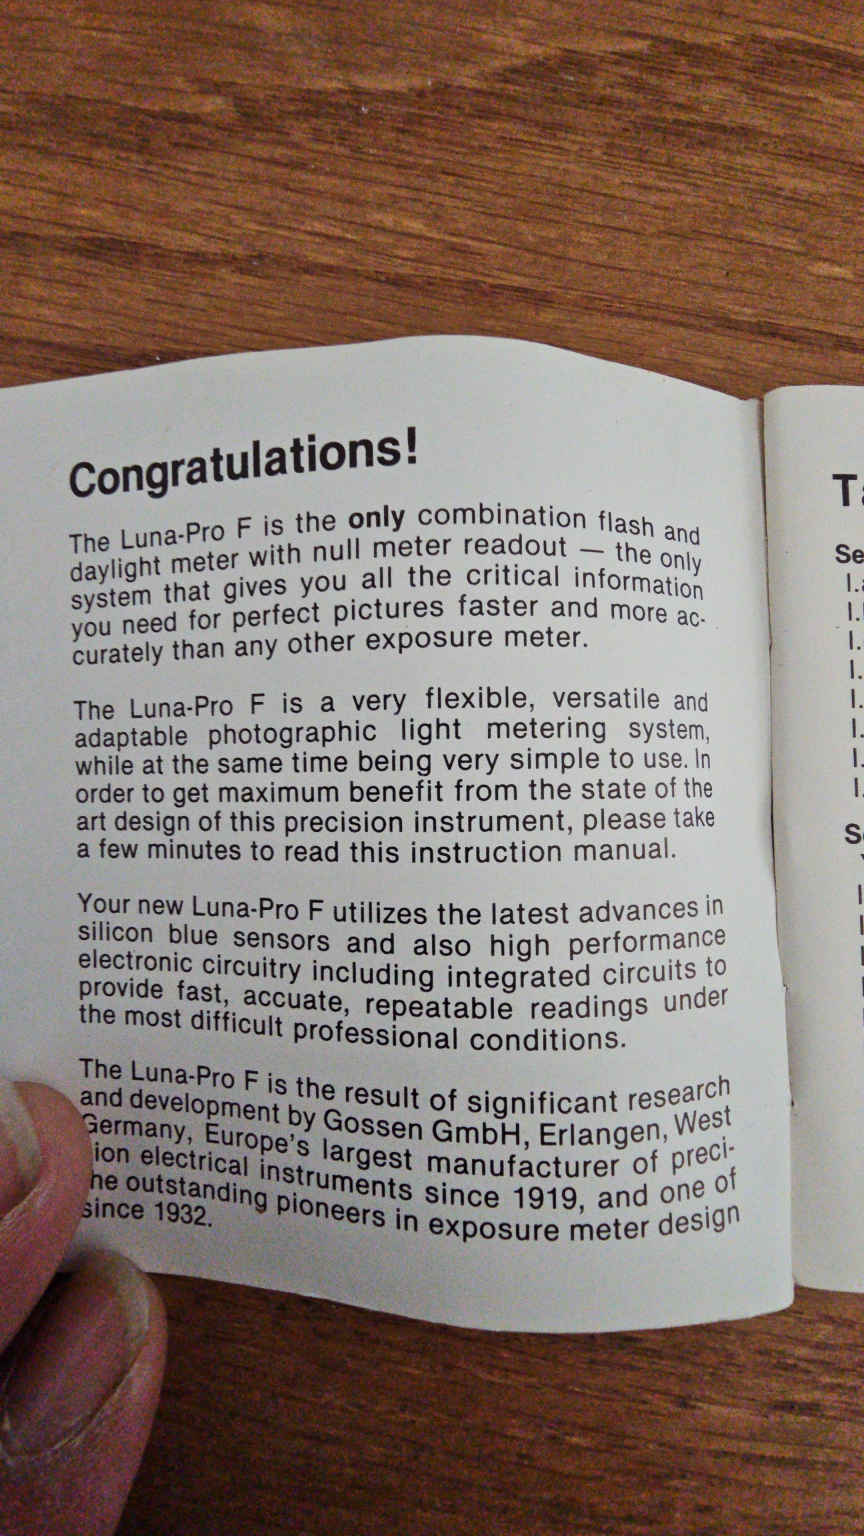 Congratulations!
The Luna-Pro F is the only combination flash and
daylight meter with null meter readout — the only
system that gives you all the critical information
you need for perfect pictures faster and more ac-
curately than any other exposure meter.
The Luna-Pro F is a very flexible, versatile and
adaptable photographic light metering system,
while at the same time being very simple to use. In
order to get maximum benefit from the state of the
art design of this precision instrument, please take
a few minutes to read this instruction manual.
Your new Luna-Pro F utilizes the latest advances in
silicon blue sensors and also high performance
electronic circuitry including integrated circuits to
provide fast, accuate, repeatable readings under
the most difficult professional conditions.
The Luna-Pro F is the result of significant research
and development by Gossen GmbH, Erlangen, West
Germany, Europe's largest manufacturer of preci-
sion electrical instruments since 1919, and one of
the outstanding pioneers in exposure meter design
since 1932.